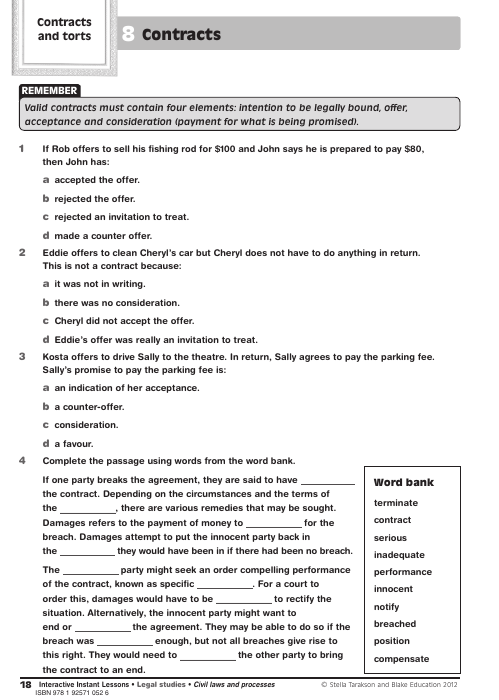 Contracts
and torts
8 Contracts
REMEMBER
Valid contracts must contain four elements: intention to be legally bound, offer,
acceptance and consideration (payment for what is being promised).
1 If Rob offers to sell his fishing rod for $100 and John says he is prepared to pay $80,
then John has:
a accepted the offer.
b rejected the offer.
c rejected an invitation to treat.
d made a counter offer.
2 Eddie offers to clean Cheryl's car but Cheryl does not have to do anything in return.
This is not a contract because:
a it was not in writing.
b there was no consideration.
c Cheryl did not accept the offer.
d Eddie's offer was really an invitation to treat.
3 Kosta offers to drive Sally to the theatre. In return, Sally agrees to pay the parking fee.
Sally's promise to pay the parking fee is:
a an indication of her acceptance.
b a counter-offer.
c consideration.
d a favour.
4 Complete the passage using words from the word bank.
If one party breaks the agreement, they are said to have ___________
the contract. Depending on the circumstances and the terms of
the ___________, there are various remedies that may be sought.
Damages refers to the payment of money to ___________ for the
breach. Damages attempt to put the innocent party back in
the ___________ they would have been in if there had been no breach.
The ___________ party might seek an order compelling performance
of the contract, known as specific ___________. For a court to
order this, damages would have to be ___________ to rectify the
situation. Alternatively, the innocent party might want to
end or ___________ the agreement. They may be able to do so if the
breach was ___________ enough, but not all breaches give rise to
this right. They would need to ___________ the other party to bring
the contract to an end.
Word bank
terminate
contract
serious
inadequate
performance
innocent
notify
breached
position
compensate
18 Interactive Instant Lessons • Legal studies • Civil laws and processes
ISBN 978 1 92571 052 6
© Stella Tarakson and Blake Education 2012